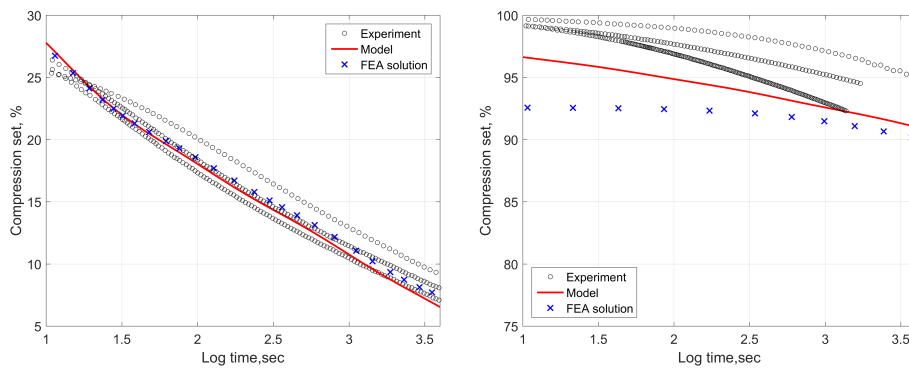 30
25
20
15
10
5
Compression set, %
1
1.5
2
2.5
3
3.5
Log time,sec
Experiment
Model
FEA solution
100
95
90
85
80
75
Compression set, %
1
1.5
2
2.5
3
3.5
Log time,sec
Experiment
Model
FEA solution